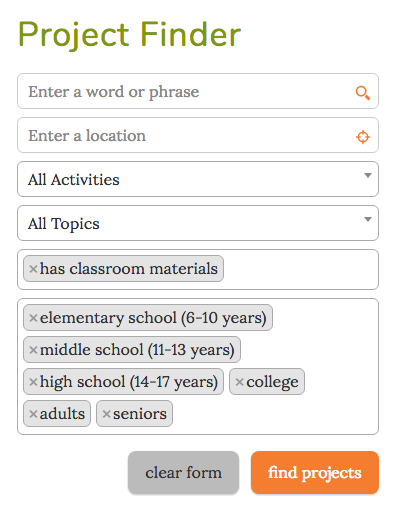 Project Finder
Enter a word or phrase
Enter a location
All Activities
All Topics
×has classroom materials
×elementary school (6-10 years)
×middle school (11-13 years)
×high school (14-17 years) ×college
×adults ×seniors
clear form find projects